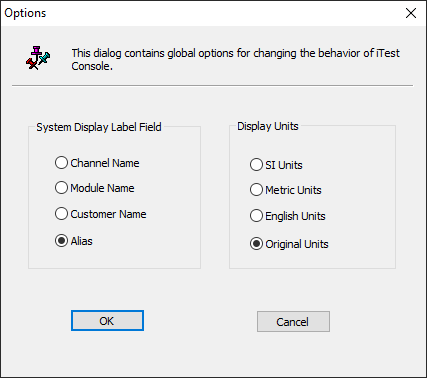 Options
This dialog contains global options for changing the behavior of iTest
Console.
System Display Label Field
Channel Name
Module Name
Customer Name
Alias
Display Units
SI Units
Metric Units
English Units
Original Units
OK
Cancel